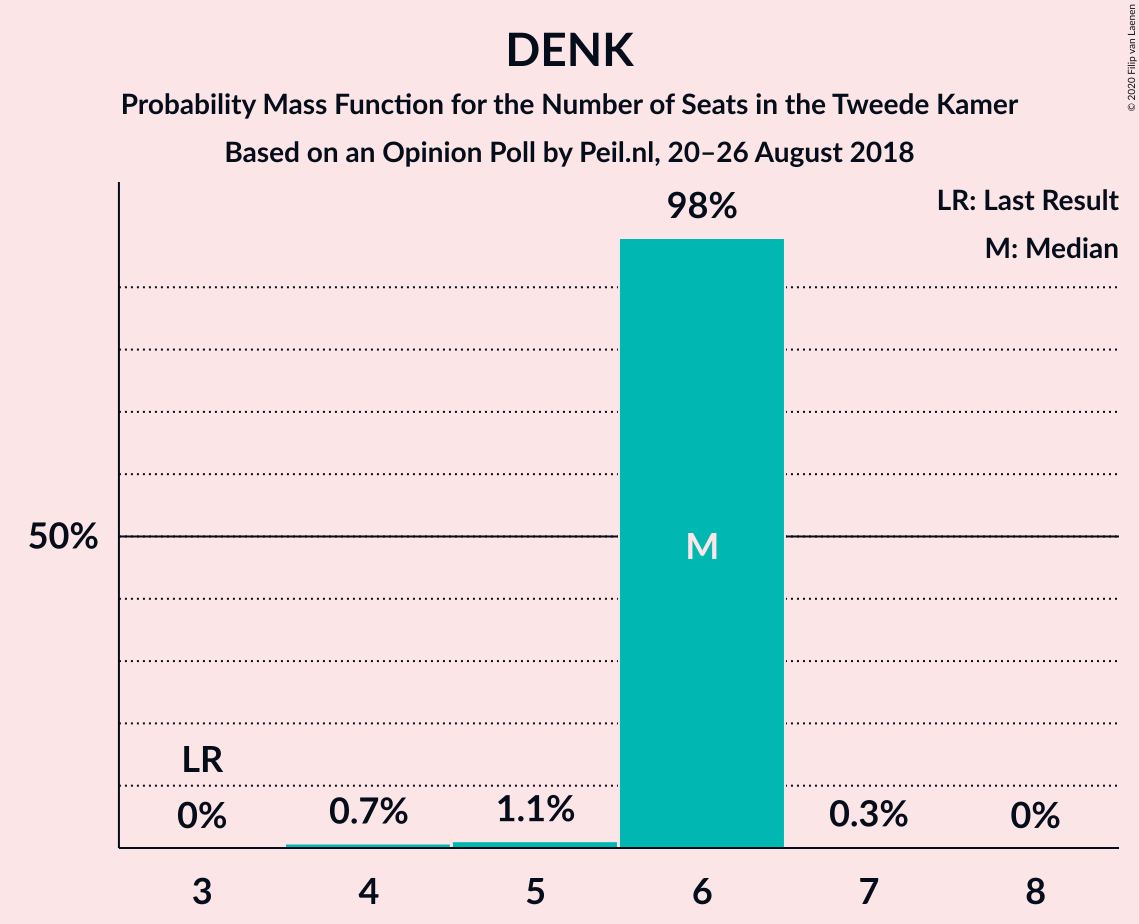 DENK
Probability Mass Function for the Number of Seats in the Tweede Kamer
Based on an Opinion Poll by Peil.nl, 20–26 August 2018
© 2020 Filip van Laenen
LR: Last Result
M: Median
98%
50%
M
LR
0%
0.7%
1.1%
0.3%
0%
3
4
5
6
7
8